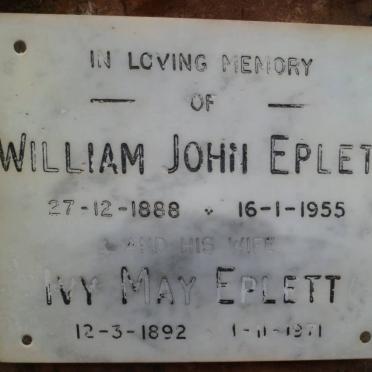 IN LOVING MEMORY
OF
WILLIAM JOHN EPLET
27-12-1888 16-1-1955
& AND HIS WIFE
IVY MAY EPLETT
12-3-1892 1-11-1971